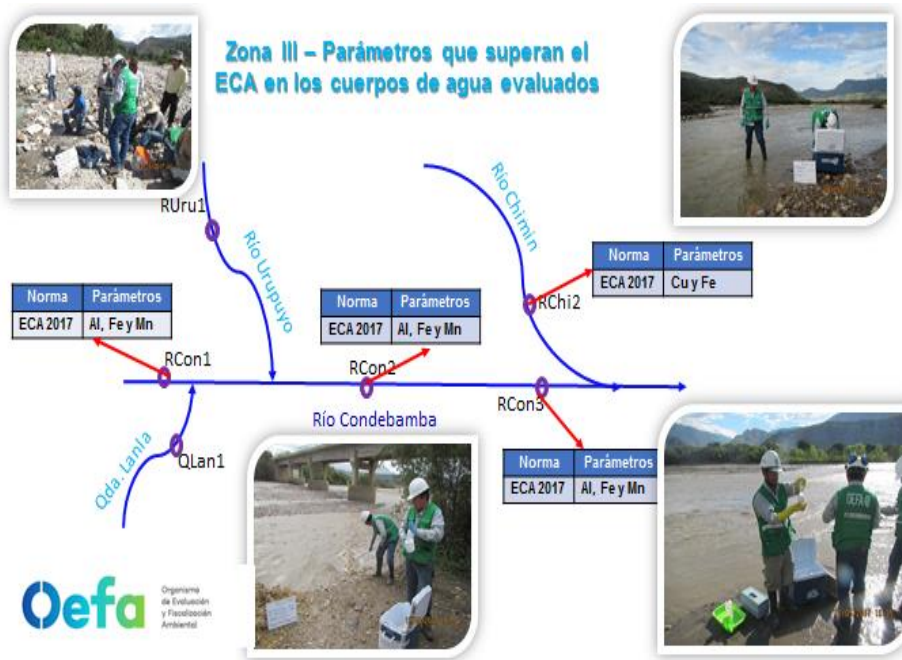 Zona III – Parámetros que superan el
ECA en los cuerpos de agua evaluados
RUru1
Río Urupuyo
Río Chimin
Norma Parámetros
ECA 2017 Cu y Fe
RChi2
Norma Parámetros
ECA 2017 Al, Fe y Mn
RCon1
Norma Parámetros
ECA 2017 Al, Fe y Mn
RCon2
RCon3
Río Condebamba
Qda. Lanla
QLan1
Norma Parámetros
ECA 2017 Al, Fe y Mn
Oefa
Organismo
de Evaluación
y Fiscalización
Ambiental
OEFA